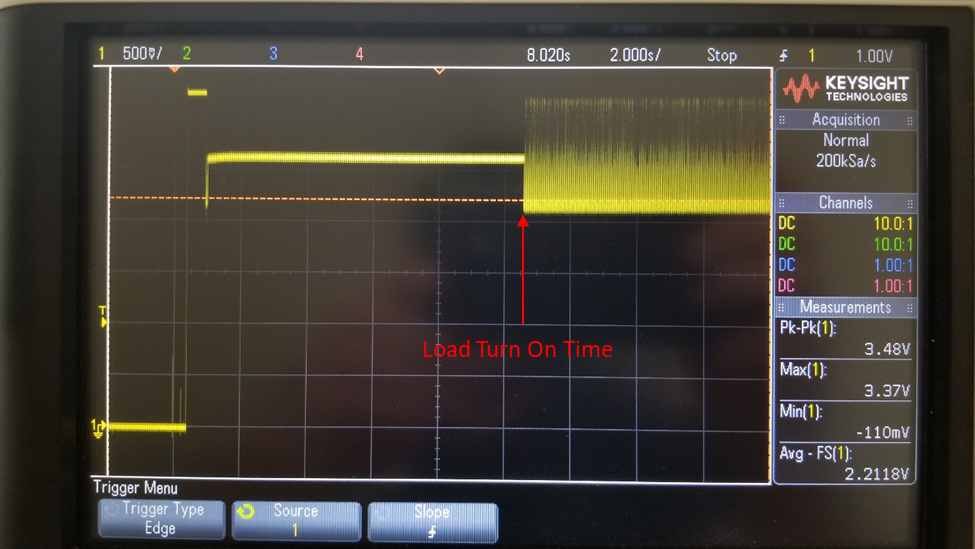 1 500mV/ 2 3 4 8.020s 2.000s/ Stop 1 1.00V
KEYSIGHT
TECHNOLOGIES
Acquisition
Normal
200kSa/s
Channels
DC 10.0:1
DC 10.0:1
DC 1.00:1
DC 1.00:1
Measurements
Pk-Pk(1):
3.48V
Max(1):
3.37V
Min(1):
-110mV
Avg - FS(1):
2.2118V
T
Load Turn On Time
1
Trigger Menu
Trigger Type
Edge
Source
1
Slope